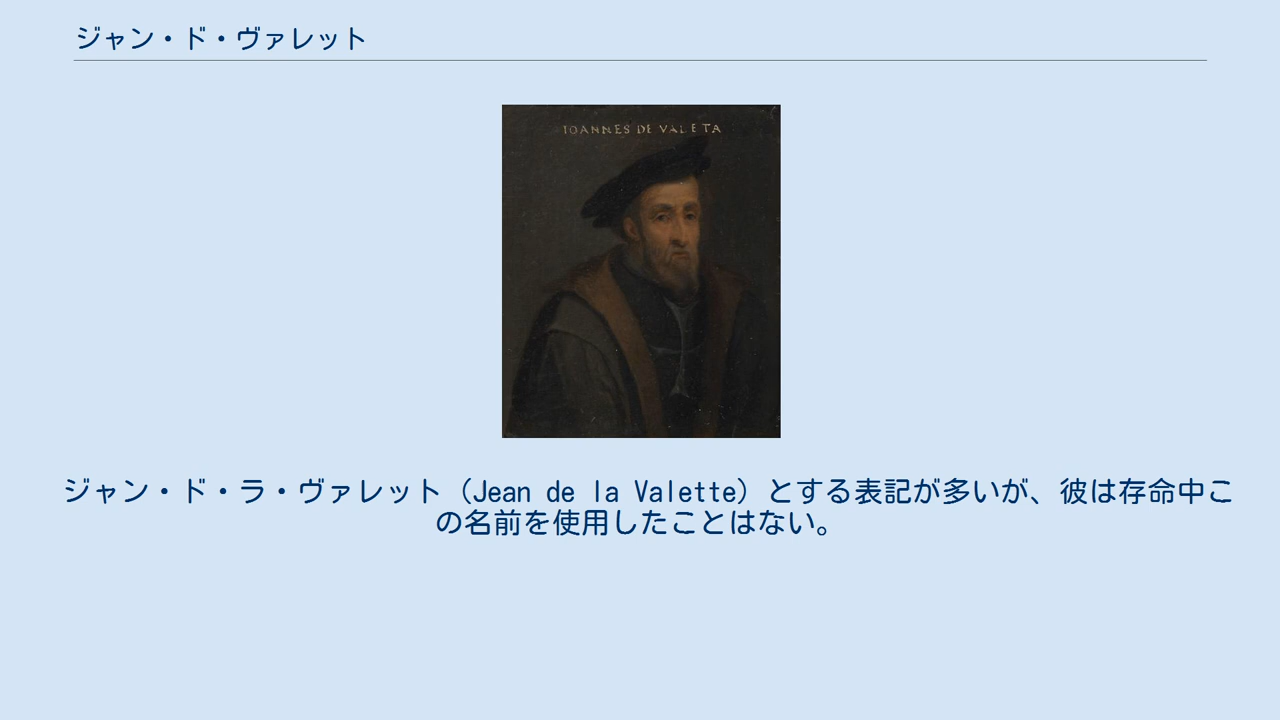 ジャン・ド・ヴァレット
IOANNES DE VALETA
ジャン・ド・ラ・ヴァレット（Jean de la Valette）とする表記が多いが、彼は存命中こ
の名前を使用したことはない。